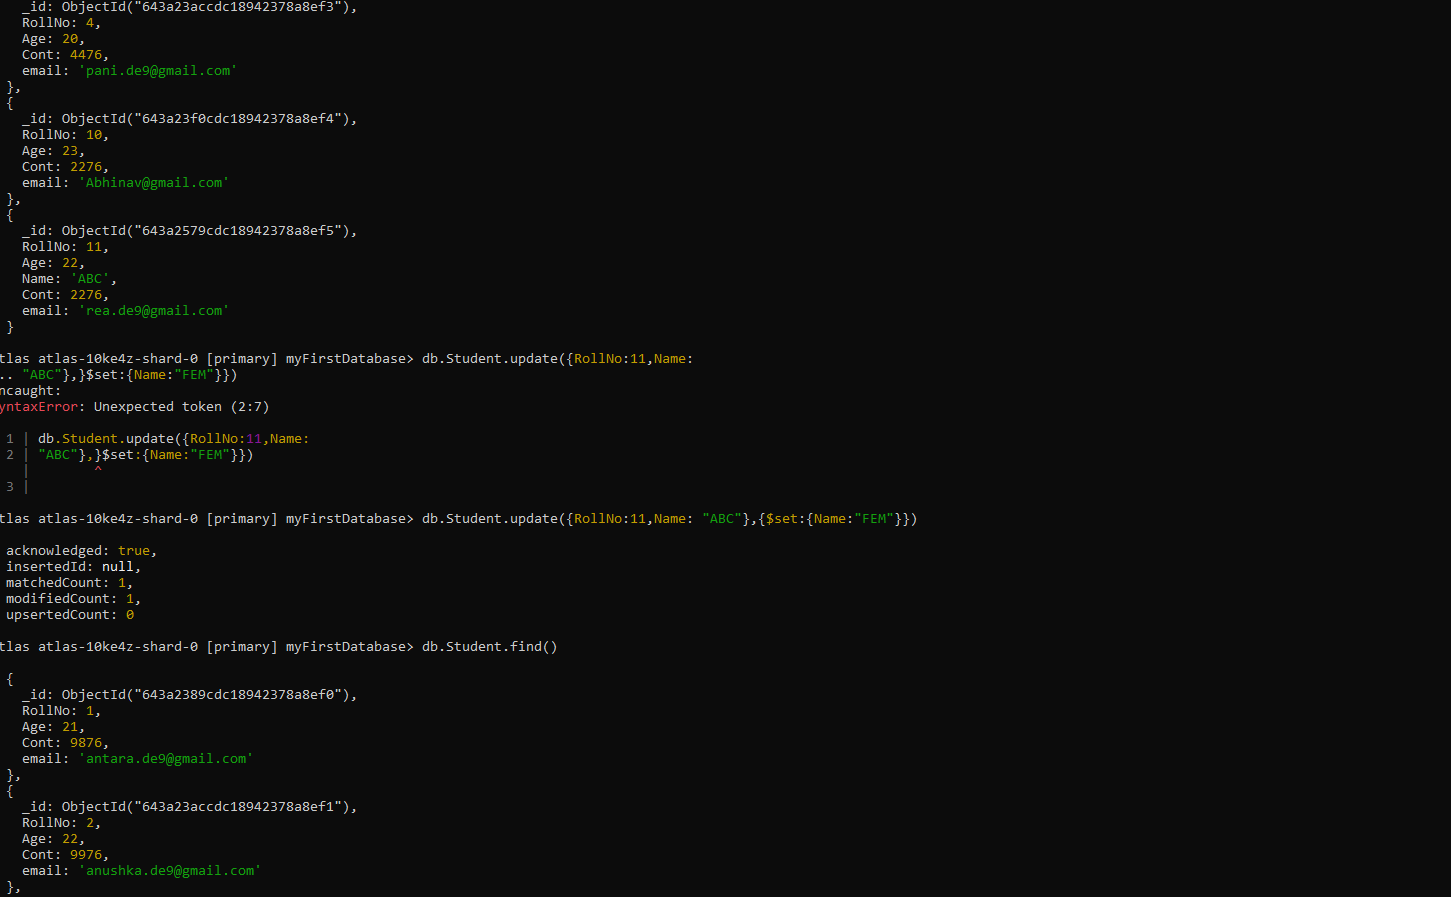 _id: ObjectId("643a23accdc18942378a8ef3"),
RollNo: 4,
Age: 20,
Cont: 4476,
email: 'pani.de9@gmail.com'
},
{
_id: ObjectId("643a23f0cdc18942378a8ef4"),
RollNo: 10,
Age: 23,
Cont: 2276,
email: 'Abhinav@gmail.com'
},
{
_id: ObjectId("643a2579cdc18942378a8ef5"),
RollNo: 11,
Age: 22,
Name: 'ABC',
Cont: 2276,
email: 'rea.de9@gmail.com'
}
tlas atlas-10ke4z-shard-0 [primary] myFirstDatabase> db.Student.update({RollNo:11,Name:
.. "ABC"},}$set:{Name:"FEM"}})
ncaught:
yntaxError: Unexpected token (2:7)
1 | db.Student.update({RollNo:11,Name:
2 | "ABC"},}$set:{Name:"FEM"}})
| ^
3 |
tlas atlas-10ke4z-shard-0 [primary] myFirstDatabase> db.Student.update({RollNo:11,Name: "ABC"},{$set:{Name:"FEM"}})
acknowledged: true,
insertedId: null,
matchedCount: 1,
modifiedCount: 1,
upsertedCount: 0
tlas atlas-10ke4z-shard-0 [primary] myFirstDatabase> db.Student.find()
{
_id: ObjectId("643a2389cdc18942378a8ef0"),
RollNo: 1,
Age: 21,
Cont: 9876,
email: 'antara.de9@gmail.com'
},
{
_id: ObjectId("643a23accdc18942378a8ef1"),
RollNo: 2,
Age: 22,
Cont: 9976,
email: 'anushka.de9@gmail.com'
},